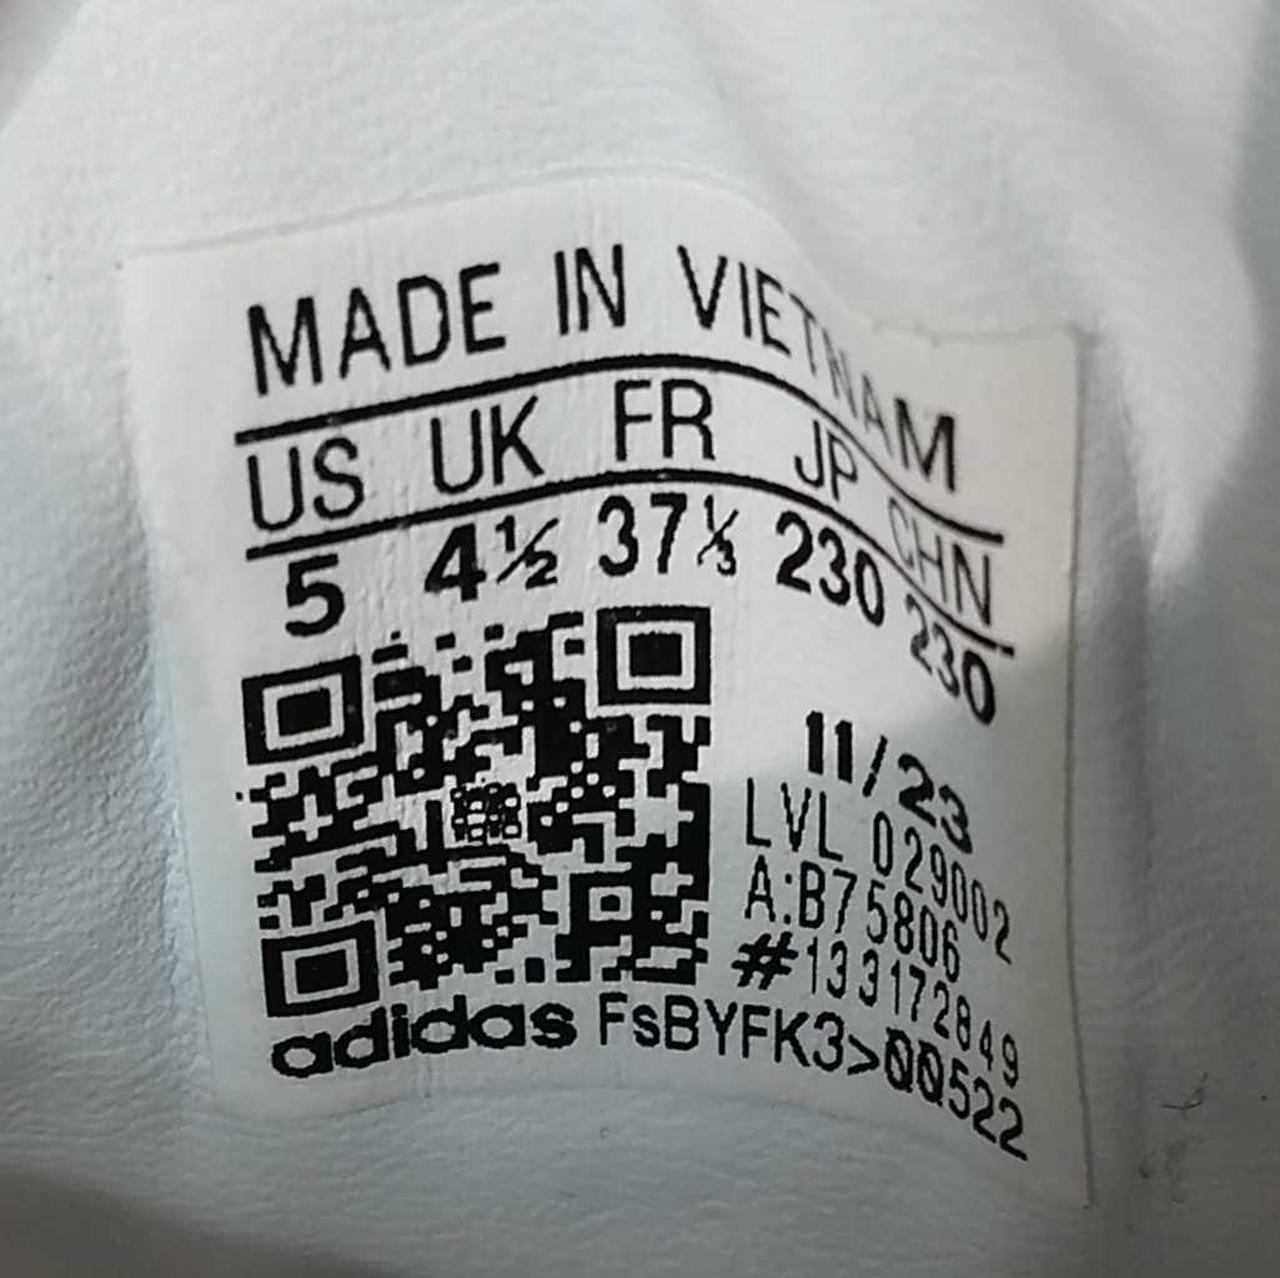 MADE IN VIETNAM
US UK FR JP CHN
5 4½ 37⅓ 230 230
11/23
LVL 029002
A:B75806
#133172849
adidas FsBYFK3>00522